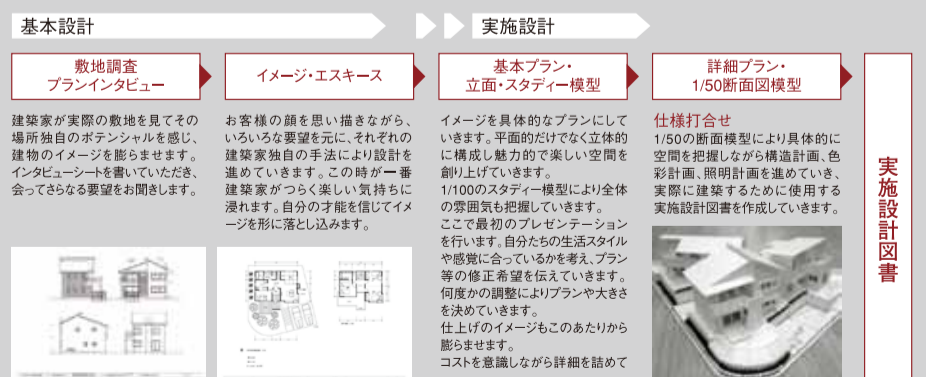 基本設計
実施設計
敷地調査
プランインタビュー
イメージ・エスキース
基本プラン・
立面・スタディー模型
詳細プラン・
1/50断面図模型
建築家が実際の敷地を見てその
場所独自のポテンシャルを感じ、
建物のイメージを膨らませます。
インタビューシートを書いていただき、
会ってさらなる要望をお聞きします。
お客様の顔を思い描きながら、
いろいろな要望を元に、それぞれの
建築家独自の手法により設計を
進めていきます。この時が一番
建築家がつらく楽しい気持ちに
浸れます。自分の才能を信じてイメ
ージを形に落とし込みます。
イメージを具体的なプランにして
いきます。平面的だけでなく立体的
に構成し魅力的で楽しい空間を
創り上げていきます。
1/100のスタディー模型により全体
の雰囲気も把握していきます。
ここで最初のプレゼンテーション
を行います。自分たちの生活スタイル
や感覚に合っているかを考え、プラン
等の修正希望を伝えていきます。
何度かの調整によりプランや大きさ
を決めていきます。
仕上げのイメージもこのあたりから
膨らませます。
コストを意識しながら詳細を詰めて
仕様打合せ
1/50の断面模型により具体的に
空間を把握しながら構造計画、色
彩計画、照明計画を進めていき、
実際に建築するために使用する
実施設計図書を作成していきます。
実施設計図書